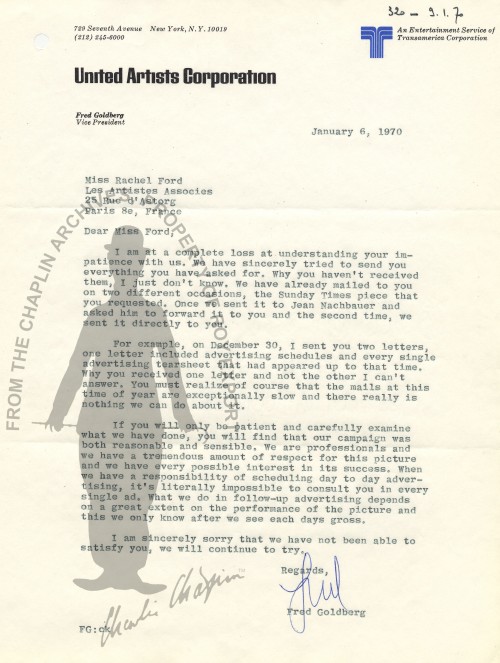 320 - 9.1.70
729 Seventh Avenue New York, N.Y. 10019
(212) 245-6000
An Entertainment Service of
Transamerica Corporation
United Artists Corporation
Fred Goldberg
Vice President
January 6, 1970
Miss Rachel Ford
Les Artistes Associes
25 Rue d'Astorg
Paris 8e, France
Dear Miss Ford;
I am at a complete loss at understanding your im-
patience with us. We have sincerely tried to send you
everything you have asked for. Why you haven't received
them, I just don't know. We have already mailed to you
on two different occasions, the Sunday Times piece that
you requested. Once we sent it to Jean Nachbauer and
asked him to forward it to you and the second time, we
sent it directly to you.
For example, on December 30, I sent you two letters,
one letter included advertising schedules and every single
advertising tearsheet that had appeared up to that time.
Why you received one letter and not the other I can't
answer. You must realize of course that the mails at this
time of year are exceptionally slow and there really is
nothing we can do about it.
If you will only be patient and carefully examine
what we have done, you will find that our campaign was
both reasonable and sensible. We are professionals and
we have a tremendous amount of respect for this picture
and we have every possible interest in its success. When
we have a responsibility of scheduling day to day adver-
tising, it's literally impossible to consult you in every
single ad. What we do in follow-up advertising depends
on a great extent on the performance of the picture and
this we only know after we see each days gross.
I am sincerely sorry that we have not been able to
satisfy you, we will continue to try.
Regards,
Fred
Fred Goldberg
FG:ck
Charlie Chaplin
FROM THE CHAPLIN ARCHIVES PROPERTY OF ROY EXPORT